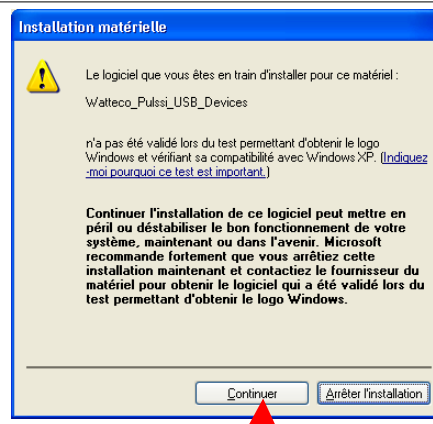 Installation matérielle
Le logiciel que vous êtes en train d'installer pour ce matériel :
Watteco_Pulssi_USB_Devices
n'a pas été validé lors du test permettant d'obtenir le logo
Windows et vérifiant sa compatibilité avec Windows XP. (Indiquez
-moi pourquoi ce test est important.)
Continuer l'installation de ce logiciel peut mettre en
péril ou déstabiliser le bon fonctionnement de votre
système, maintenant ou dans l'avenir. Microsoft
recommande fortement que vous arrêtiez cette
installation maintenant et contactiez le fournisseur du
matériel pour obtenir le logiciel qui a été validé lors du
test permettant d'obtenir le logo Windows.
Continuer Arrêter l'installation